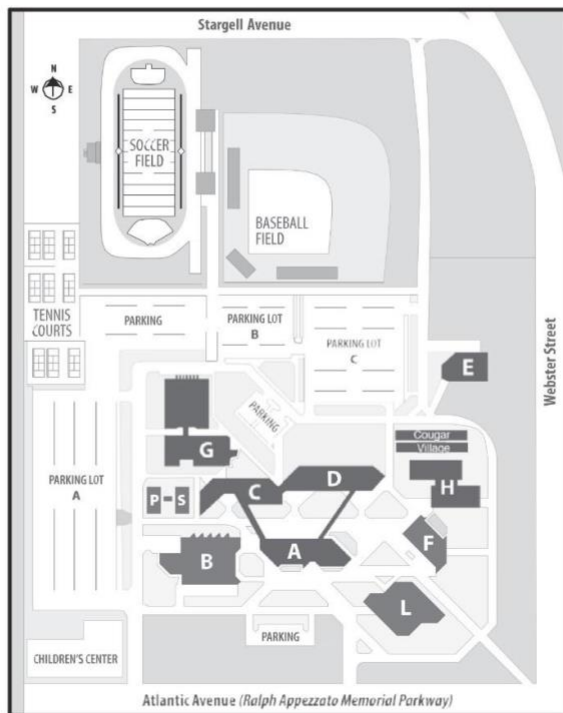 Stargell Avenue
N
W E
S
SOCCER
FIELD
BASEBALL
FIELD
TENNIS
COURTS
PARKING
PARKING LOT
B
PARKING LOT
C
Webster Street
E
PARKING
Cougar
Village
G
H
D
C
PARKING LOT
A
P
S
F
A
B
L
PARKING
CHILDREN'S CENTER
Atlantic Avenue (Ralph Appezzato Memorial Parkway)